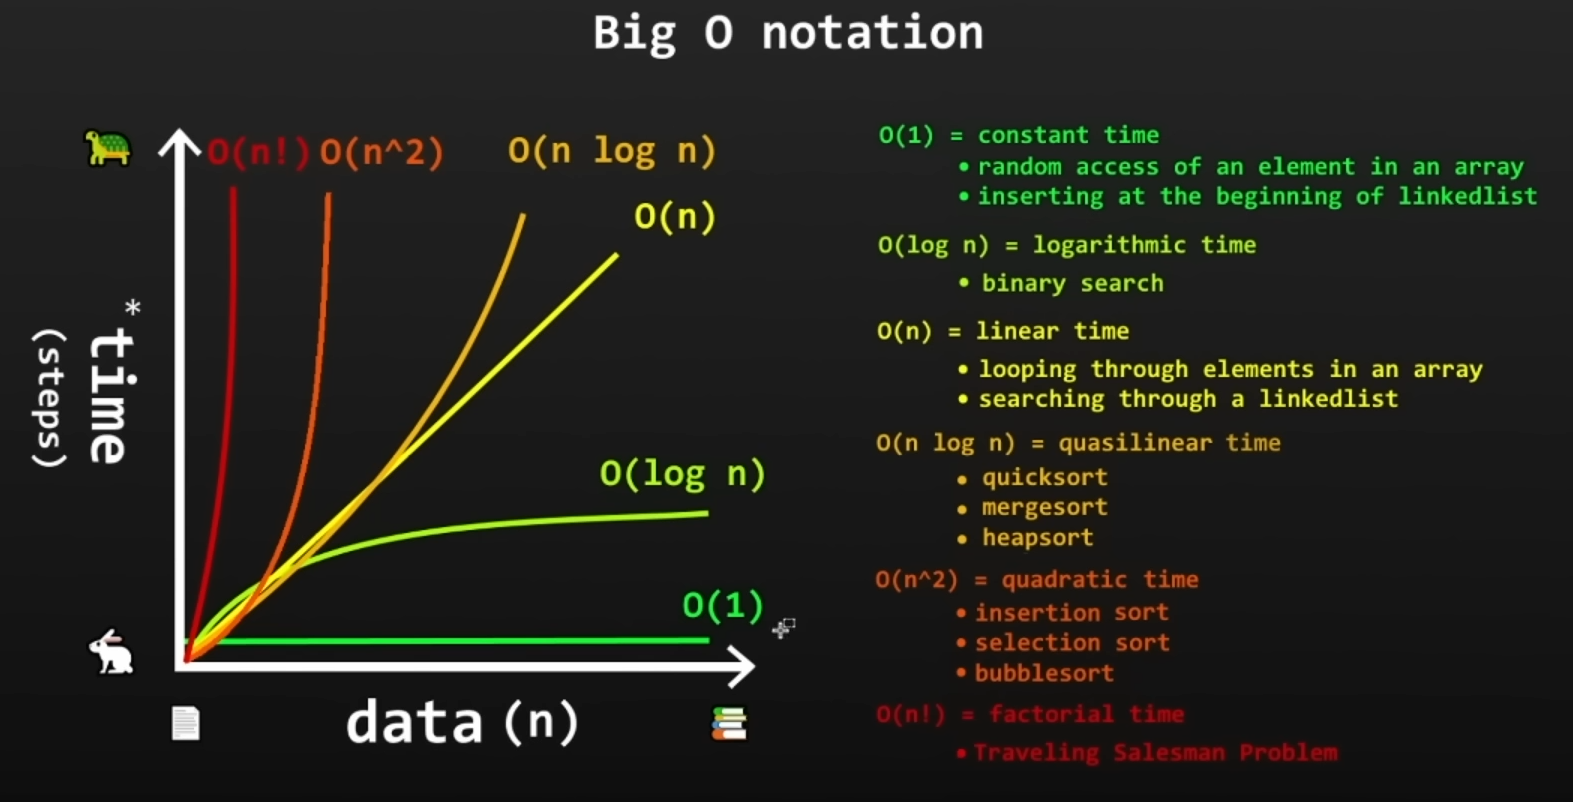 Big O notation
O(n!)
O(n^2)
O(n log n)
O(n)
O(log n)
O(1)
*time
(steps)
data (n)
O(1) = constant time
• random access of an element in an array
• inserting at the beginning of linkedlist
O(log n) = logarithmic time
• binary search
O(n) = linear time
• looping through elements in an array
• searching through a linkedlist
O(n log n) = quasilinear time
• quicksort
• mergesort
• heapsort
O(n^2) = quadratic time
• insertion sort
• selection sort
• bubblesort
O(n!) = factorial time
• Traveling Salesman Problem